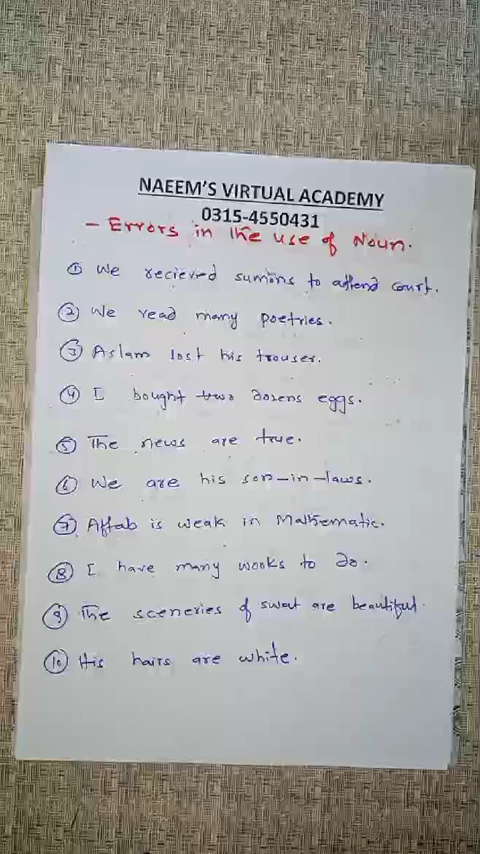 NAEEM'S VIRTUAL ACADEMY
0315-4550431
- Errors in the use of Noun.
① We recieved sumons to attend court.
② We read many poetries.
③ Aslam lost his trouser.
④ I bought two dozens eggs.
⑤ The news are true.
⑥ We are his son-in-laws.
⑦ Aftab is weak in Mathematic.
⑧ I have many works to do.
⑨ The sceneries of swat are beautiful.
⑩ His hairs are white.